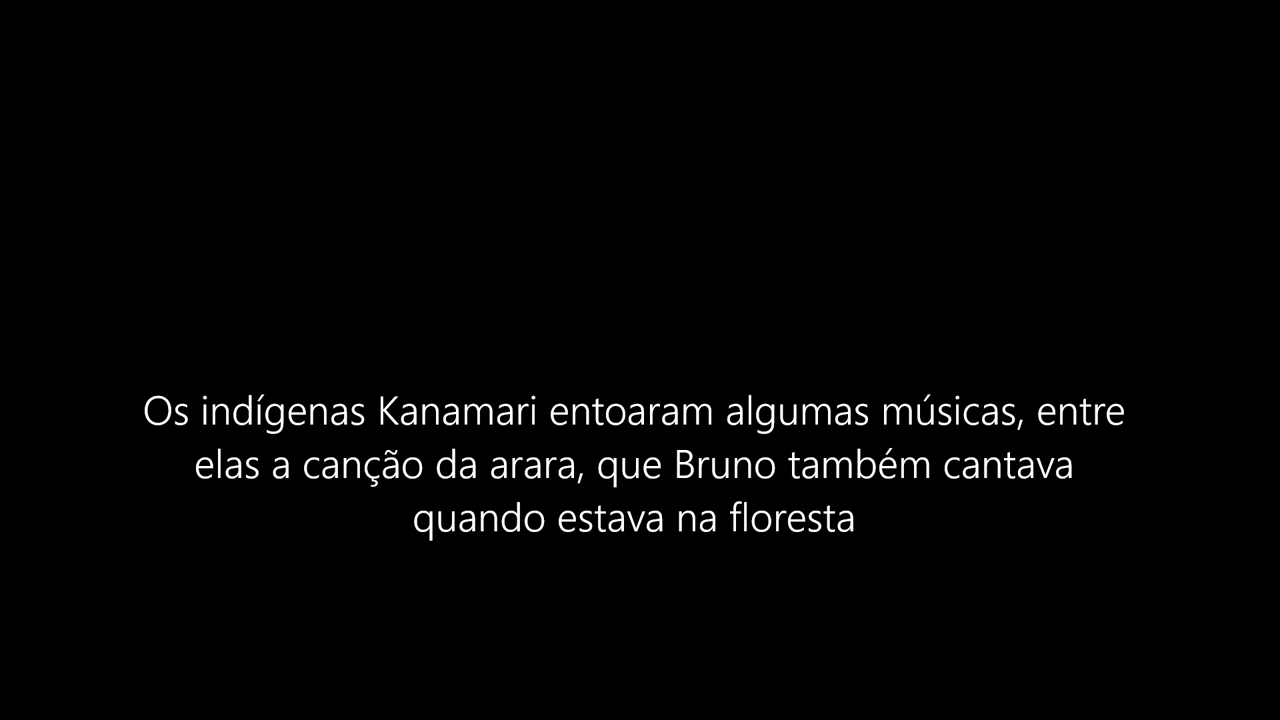 Os indígenas Kanamari entoaram algumas músicas, entre
elas a canção da arara, que Bruno também cantava
quando estava na floresta